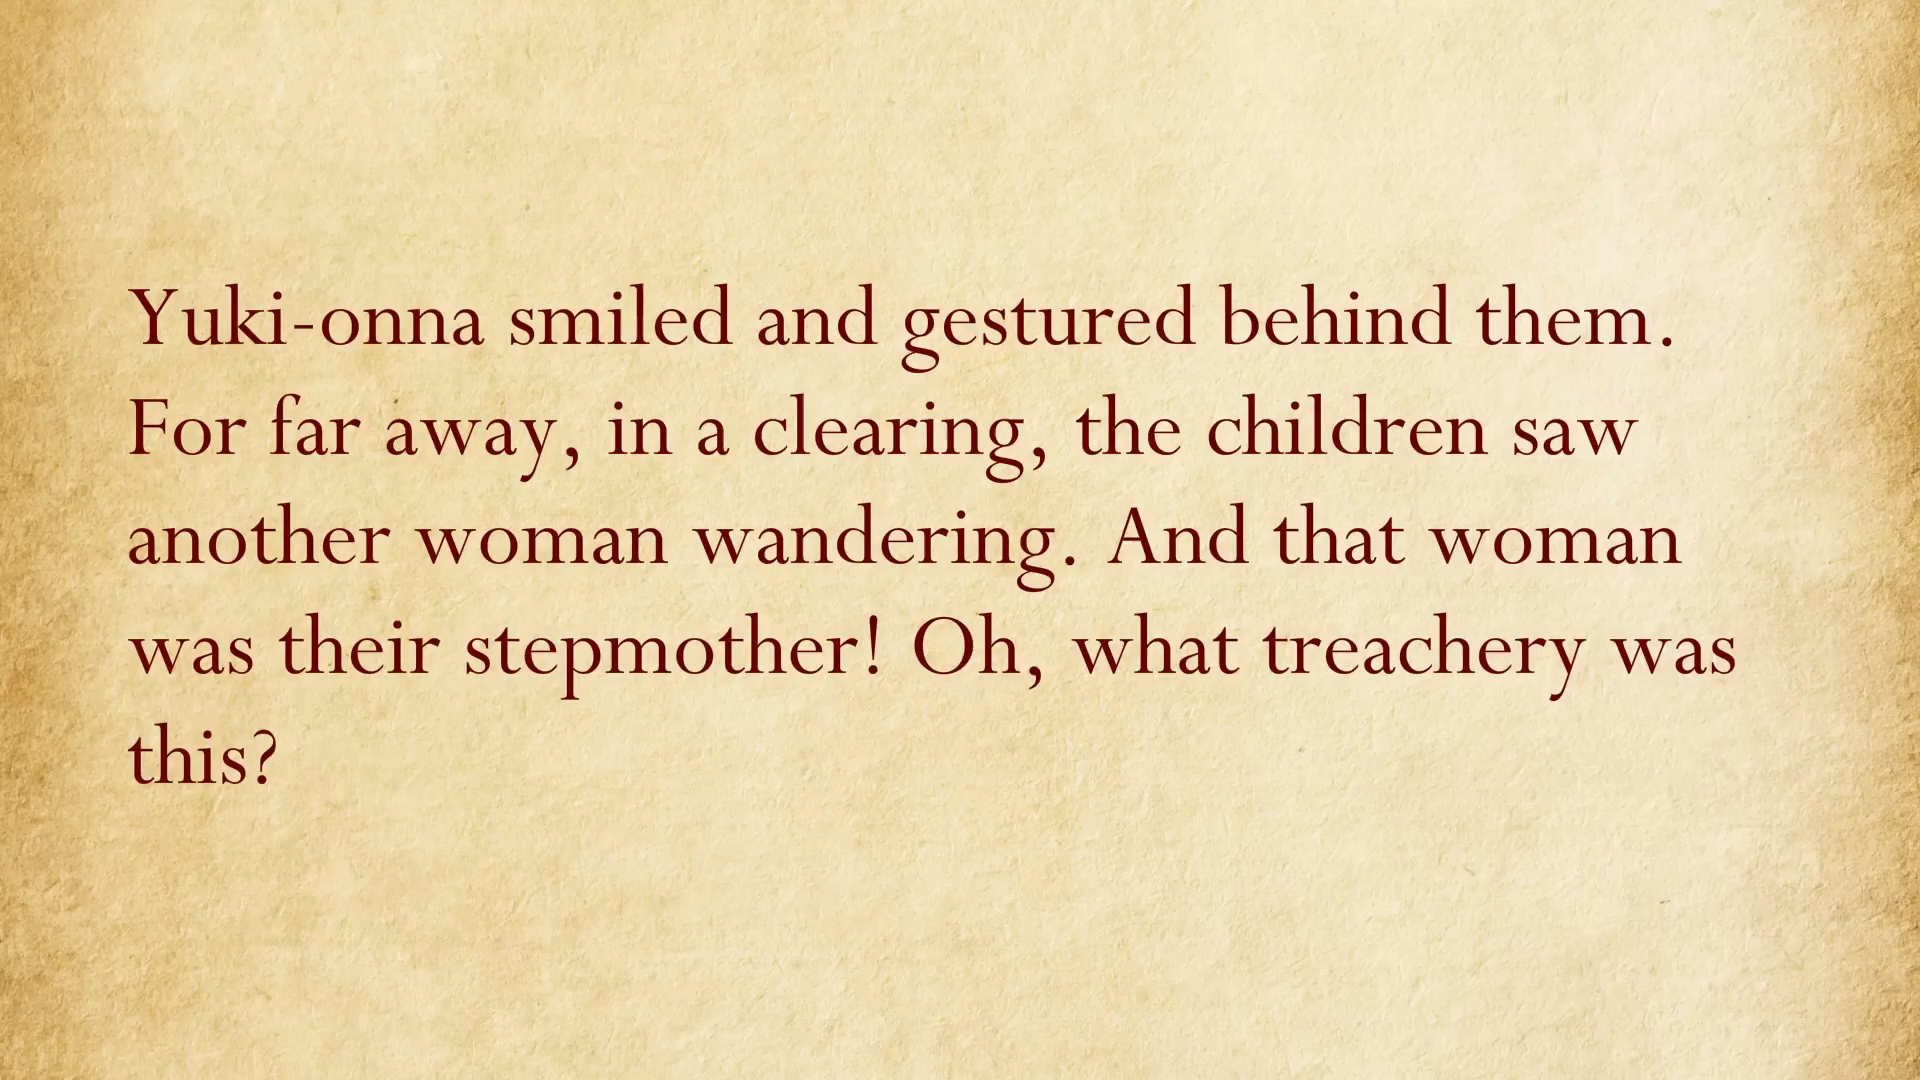 Yuki-onna smiled and gestured behind them.
For far away, in a clearing, the children saw
another woman wandering. And that woman
was their stepmother! Oh, what treachery was
this?